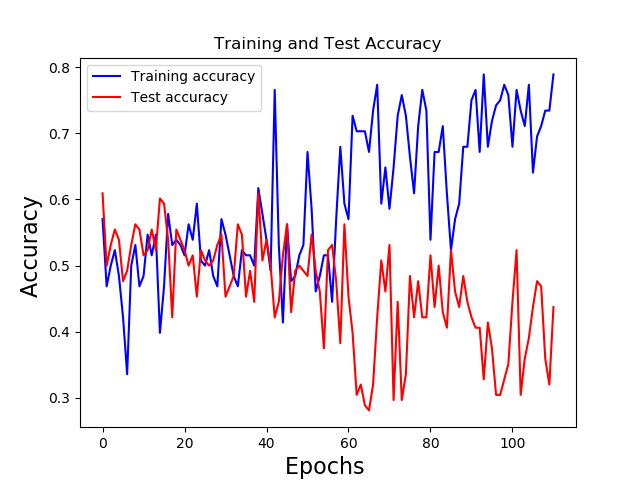 Training and Test Accuracy
Training accuracy
Test accuracy
Accuracy
0.8
0.7
0.6
0.5
0.4
0.3
0 20 40 60 80 100
Epochs